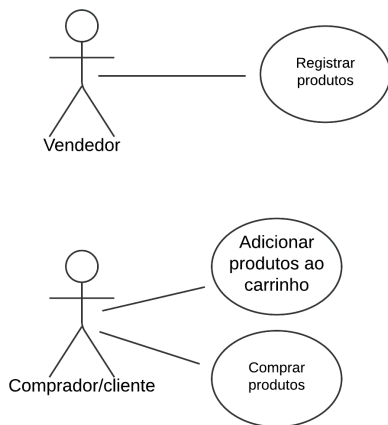 Registrar
produtos
Vendedor
Adicionar
produtos ao
carrinho
Comprar
produtos
Comprador/cliente